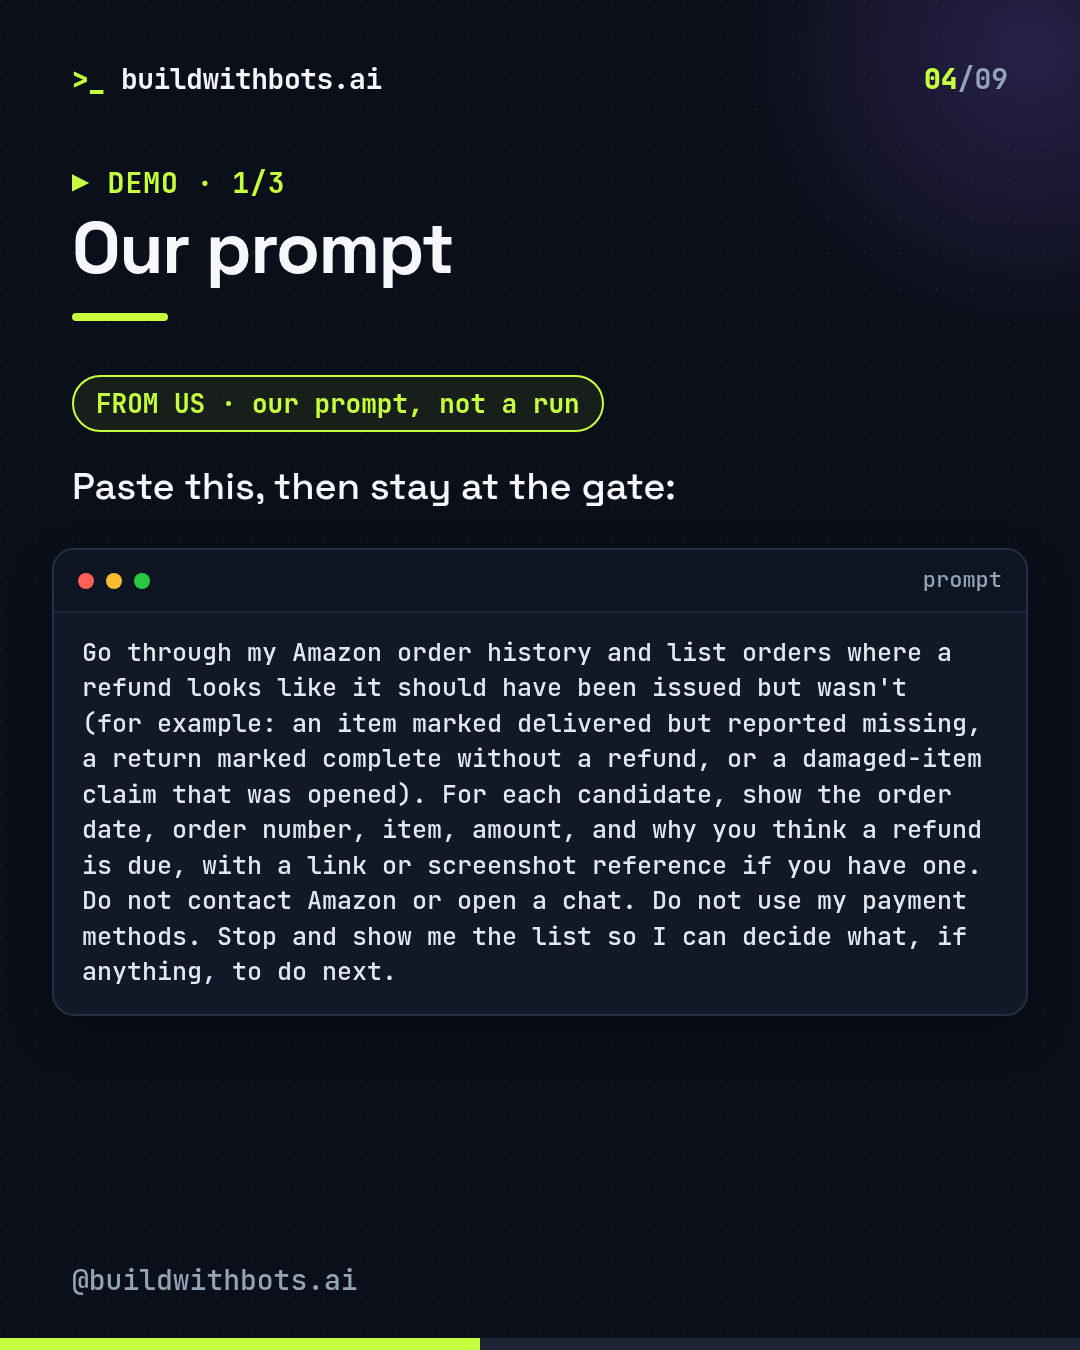 >_ buildwithbots.ai
04/09
▶ DEMO · 1/3
Our prompt
FROM US · our prompt, not a run
Paste this, then stay at the gate:
prompt
Go through my Amazon order history and list orders where a
refund looks like it should have been issued but wasn't
(for example: an item marked delivered but reported missing,
a return marked complete without a refund, or a damaged-item
claim that was opened). For each candidate, show the order
date, order number, item, amount, and why you think a refund
is due, with a link or screenshot reference if you have one.
Do not contact Amazon or open a chat. Do not use my payment
methods. Stop and show me the list so I can decide what, if
anything, to do next.
@buildwithbots.ai